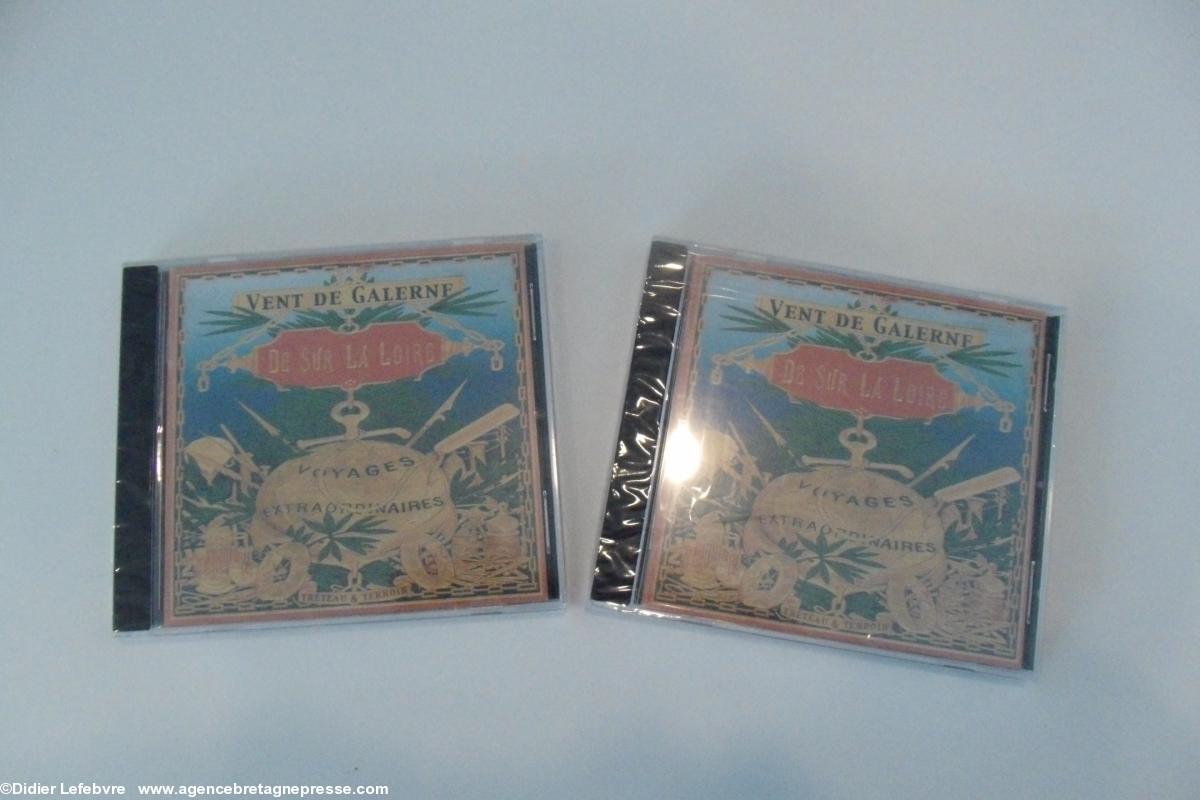 VENT DE GALERNE
DE SUR LA LOIRE
VOYAGES
EXTRAORDINAIRES
TRÉTEAU & TERROIR
VENT DE GALERNE
DE SUR LA LOIRE
VOYAGES
EXTRAORDINAIRES
TRÉTEAU & TERROIR
©Didier Lefebvre www.agencebretagnepresse.com